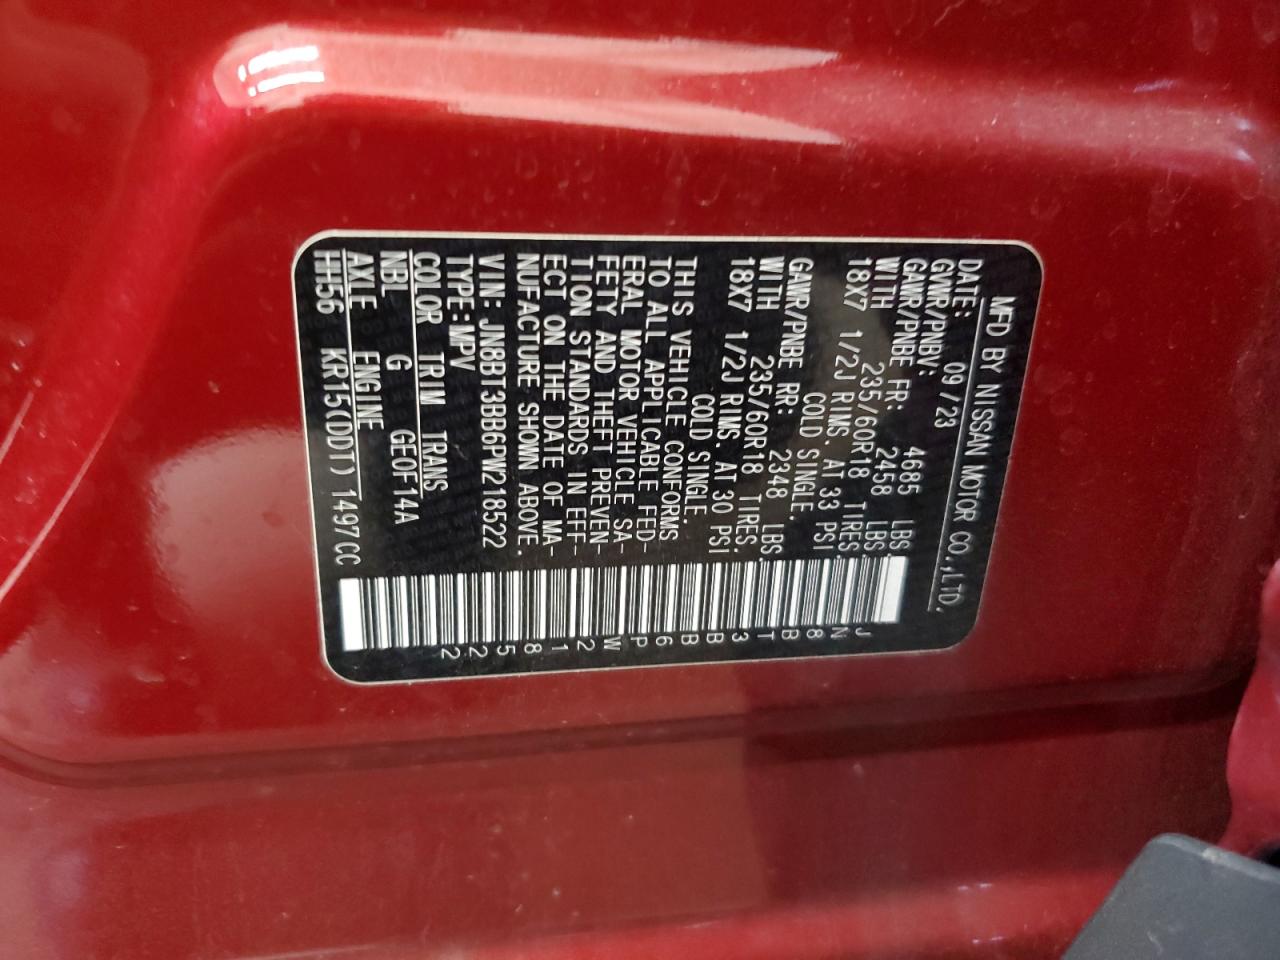 MFD BY NISSAN MOTOR CO.,LTD.
DATE: 09/23
GVWR/PNBV: 4685 LBS.
GAWR/PNBE FR: 2458 LBS.
WITH 235/60R18 TIRES.
18X7 1/2J RIMS. AT 33 PSI
COLD SINGLE.
GAWR/PNBE RR: 2348 LBS.
WITH 235/60R18 TIRES.
18X7 1/2J RIMS. AT 30 PSI
COLD SINGLE.
THIS VEHICLE CONFORMS
TO ALL APPLICABLE FED-
ERAL MOTOR VEHICLE SA-
FETY AND THEFT PREVEN-
TION STANDARDS IN EFF-
ECT ON THE DATE OF MA-
NUFACTURE SHOWN ABOVE.
VIN: JN8BT3BB6PW218522
TYPE:MPV
COLOR TRIM TRANS
NBL G GE0F14A
AXLE ENGINE
HH56 KR15(DDT) 1497CC
JN8BT3BB6PW218522